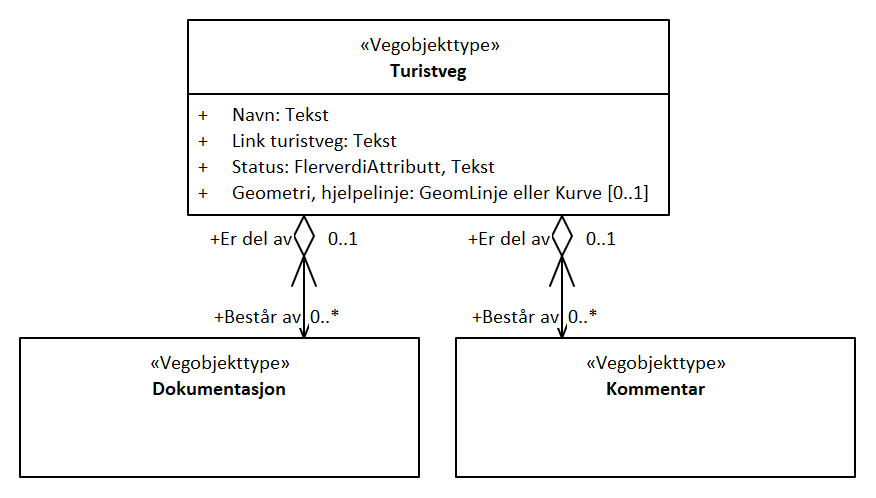 «Vegobjekttype»
Turistveg
+ Navn: Tekst
+ Link turistveg: Tekst
+ Status: FlerverdiAttributt, Tekst
+ Geometri, hjelpelinje: GeomLinje eller Kurve [0..1]
+Er del av 0..1 +Er del av 0..1
+Består av 0..* +Består av 0..*
«Vegobjekttype» «Vegobjekttype»
Dokumentasjon Kommentar